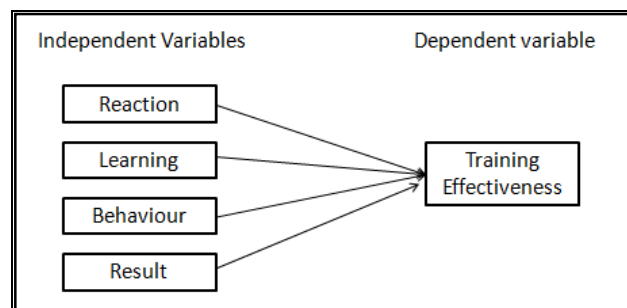 Independent Variables
Dependent variable
Reaction
Learning
Behaviour
Result
Training
Effectiveness